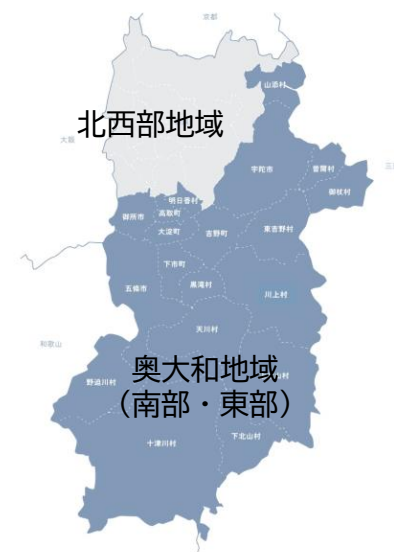 京都
山添村
北西部地域
大阪
宇陀市
曽爾村
御杖村
明日香村
高取町
御所市
大淀町
吉野町
東吉野村
下市町
黒滝村
五條市
川上村
天川村
和歌山
奥大和地域
野迫川村
山村
（南部・東部）
十津川村
下北山村